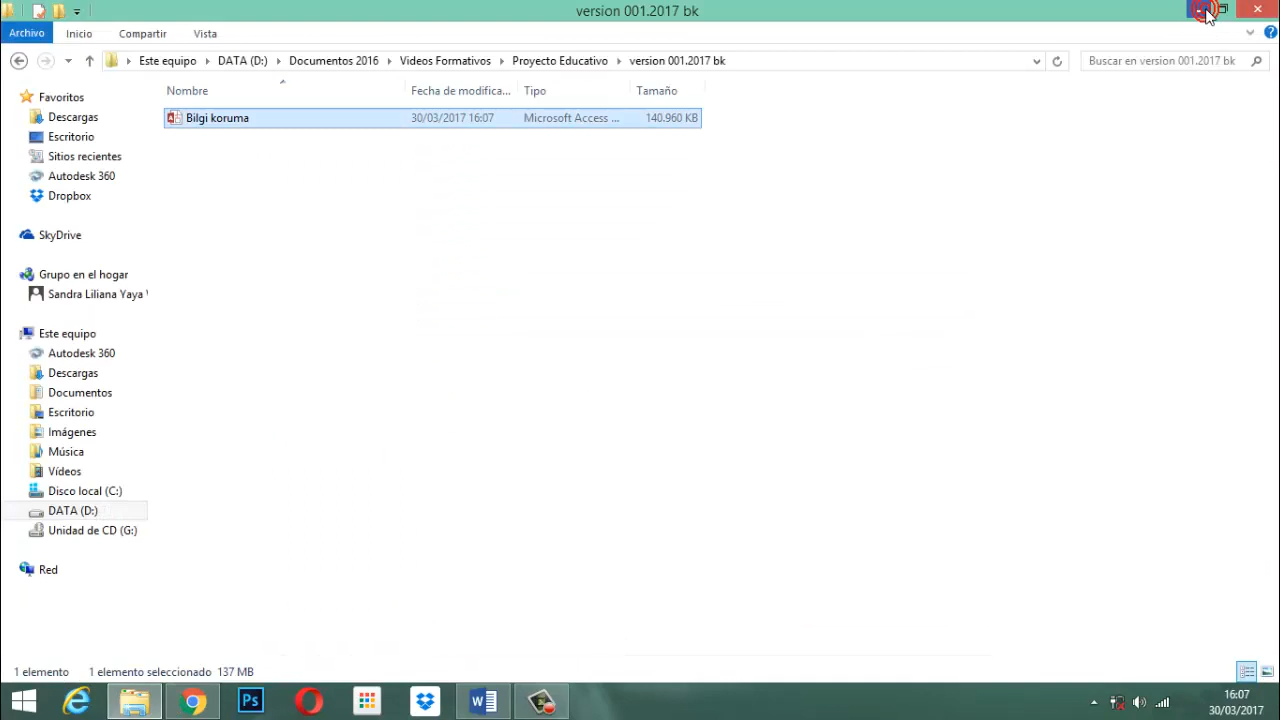 version 001.2017 bk
Archivo Inicio Compartir Vista
Este equipo DATA (D:) Documentos 2016 Videos Formativos Proyecto Educativo version 001.2017 bk Buscar en version 001.2017 bk
Nombre Fecha de modifica... Tipo Tamaño
Bilgi koruma 30/03/2017 16:07 Microsoft Access ... 140.960 KB
Favoritos
Descargas
Escritorio
Sitios recientes
Autodesk 360
Dropbox
SkyDrive
Grupo en el hogar
Sandra Liliana Yaya
Este equipo
Autodesk 360
Descargas
Documentos
Escritorio
Imágenes
Música
Vídeos
Disco local (C:)
DATA (D:)
Unidad de CD (G:)
Red
1 elemento 1 elemento seleccionado 137 MB
Ps
16:07
30/03/2017